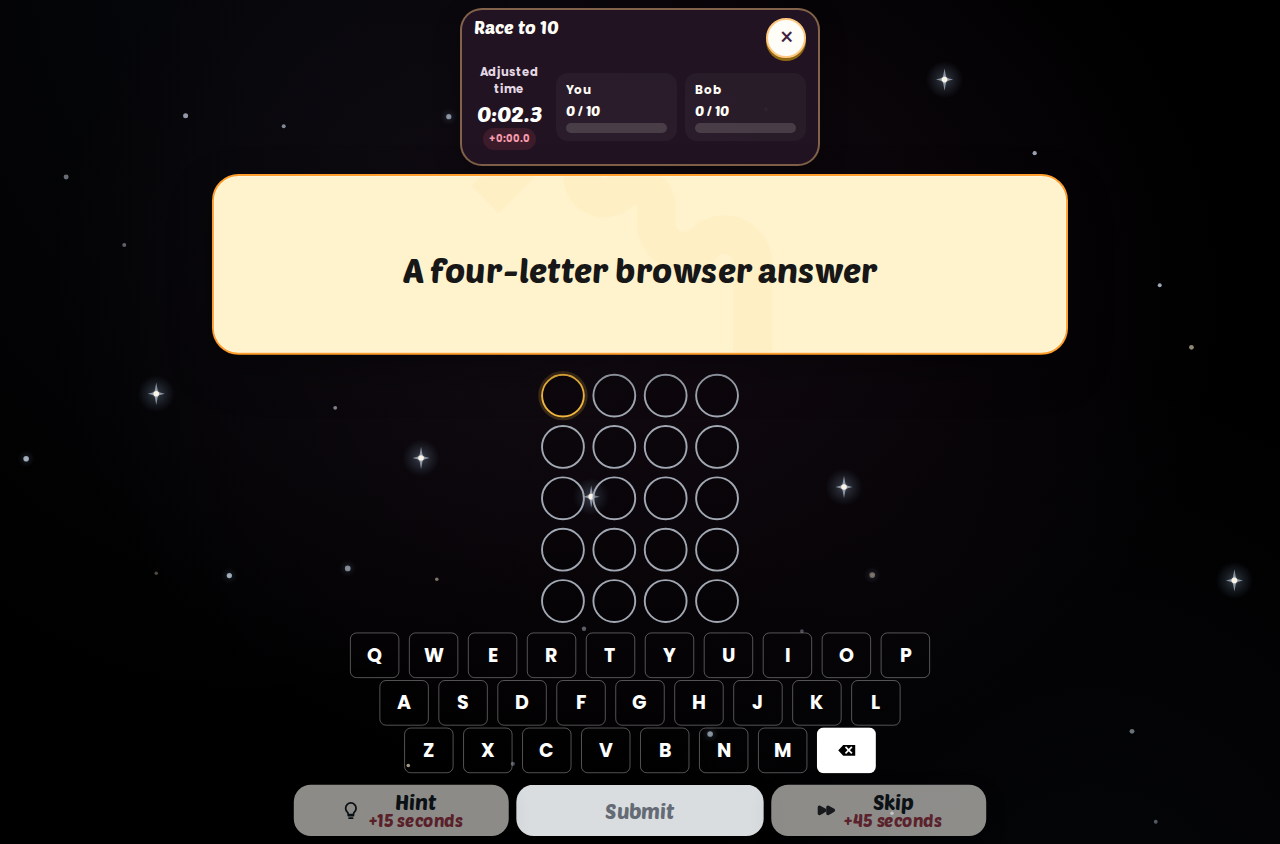 Race to 10
×
Adjusted time
0:02.3
+0:00.0
You
0 / 10
Bob
0 / 10
A four-letter browser answer
Q W E R T Y U I O P
A S D F G H J K L
Z X C V B N M
Hint
+15 seconds
Submit
Skip
+45 seconds